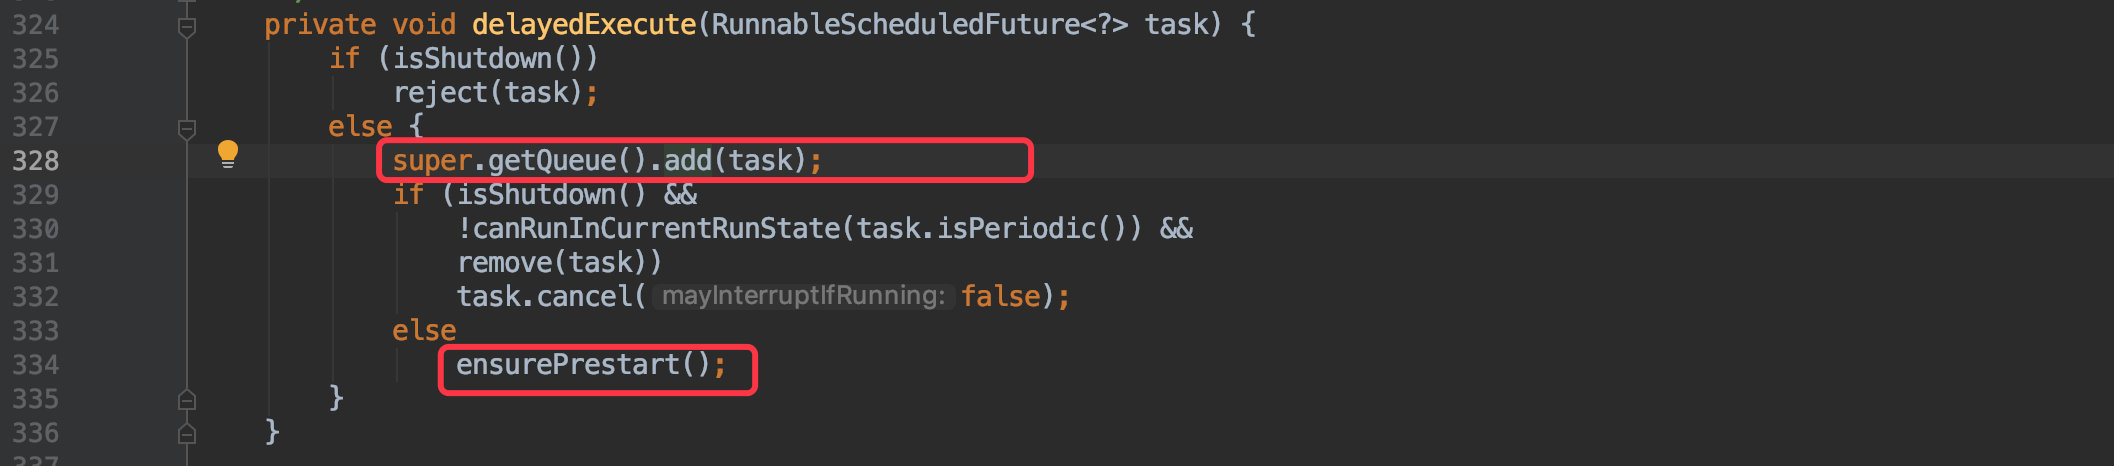 324 private void delayedExecute(RunnableScheduledFuture<?> task) {
325 if (isShutdown())
326 reject(task);
327 else {
328 super.getQueue().add(task);
329 if (isShutdown() &&
330 !canRunInCurrentRunState(task.isPeriodic()) &&
331 remove(task))
332 task.cancel( mayInterruptIfRunning: false);
333 else
334 ensurePrestart();
335 }
336 }
337